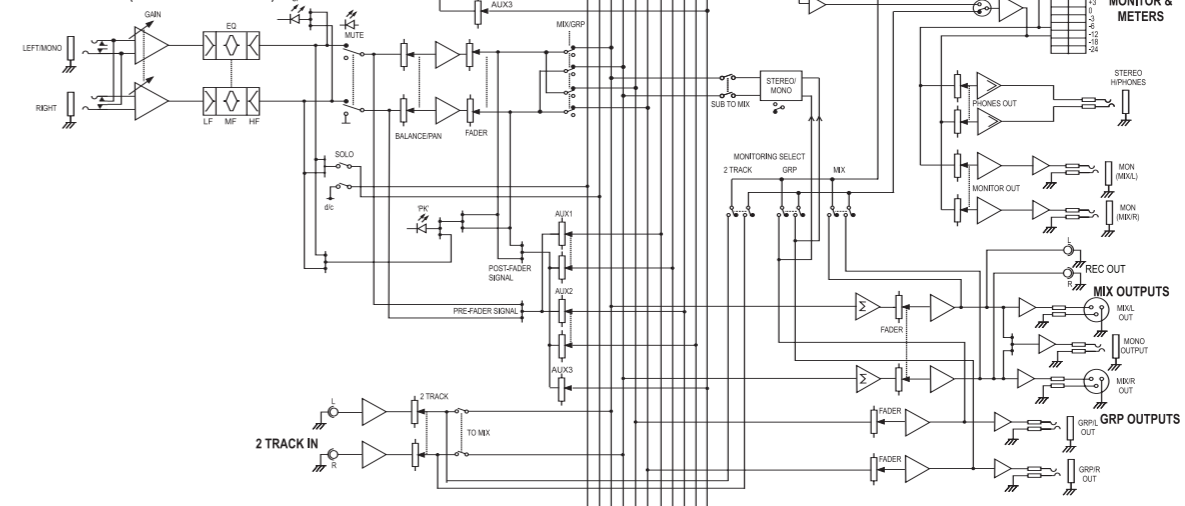 AUX3
MONITOR &
METERS
+3
0
-3
-6
-12
-18
-24
GAIN
EQ
MUTE
MIX/GRP
LEFT/MONO
RIGHT
LF MF HF
BALANCE/PAN
FADER
STEREO/
MONO
SUB TO MIX
STEREO
H/PHONES
PHONES OUT
SOLO
d/c
MONITORING SELECT
2 TRACK
GRP
MIX
MON
(MIX/L)
MONITOR OUT
MON
(MIX/R)
'PK'
AUX1
POST-FADER
SIGNAL
AUX2
PRE-FADER SIGNAL
AUX3
L
REC OUT
R
MIX OUTPUTS
Σ
FADER
MIX/L
OUT
MONO
OUTPUT
Σ
MIX/R
OUT
2 TRACK IN
L
R
2 TRACK
TO MIX
FADER
GRP/L
OUT
GRP OUTPUTS
FADER
GRP/R
OUT